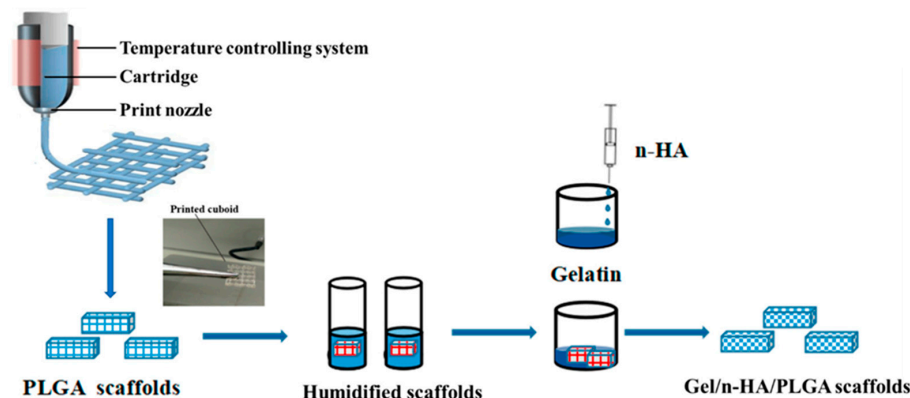 Temperature controlling system
Cartridge
Print nozzle
n-HA
Printed cuboid
Gelatin
PLGA scaffolds
Humidified scaffolds
Gel/n-HA/PLGA scaffolds